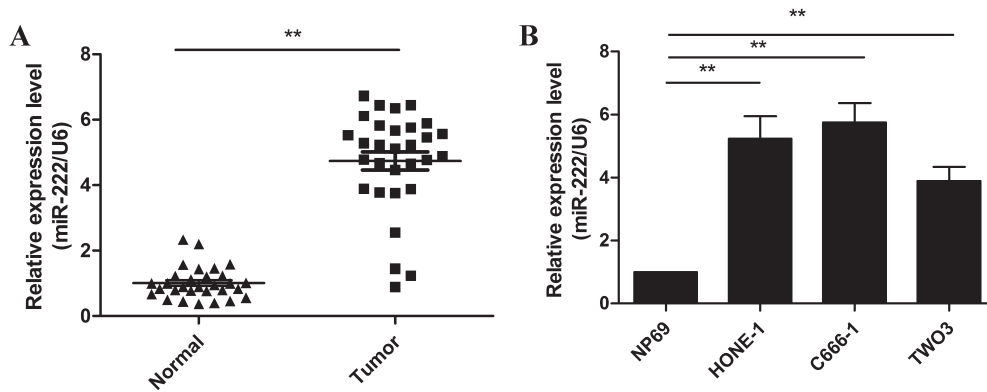 A
**
Relative expression level
(miR-222/U6)
8
6
4
2
0
Normal
Tumor
B
**
**
**
Relative expression level
(miR-222/U6)
8
6
4
2
0
NP69
HONE-1
C666-1
TWO3